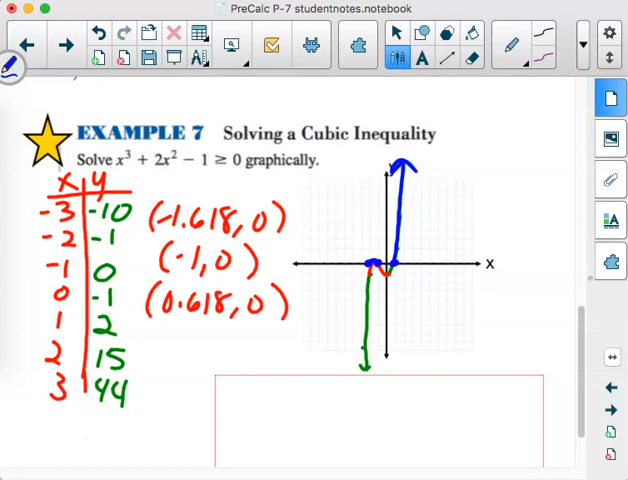 PreCalc P-7 studentnotes.notebook
EXAMPLE 7 Solving a Cubic Inequality
Solve x³ + 2x² − 1 ≥ 0 graphically.
x y
-3 -10
-2 -1
-1 0
0 -1
1 2
2 15
3 44
(-1.618, 0)
(-1, 0)
(0.618, 0)
x